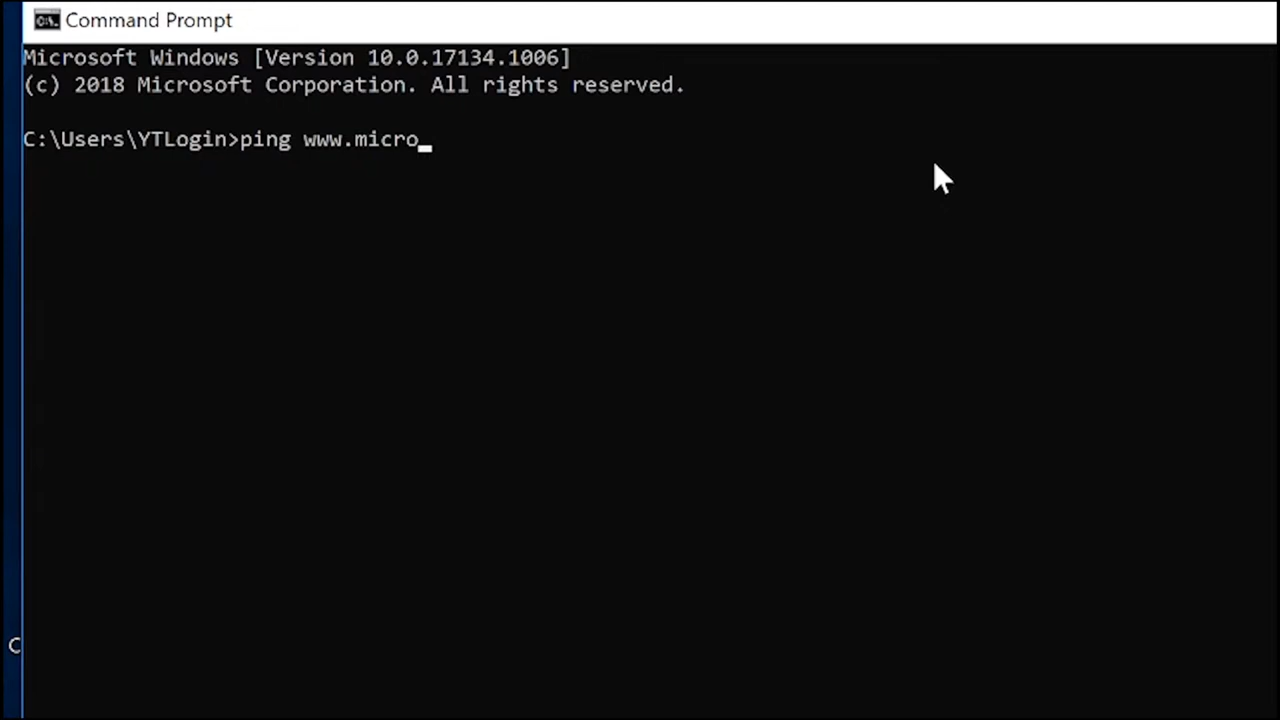 Command Prompt
Microsoft Windows [Version 10.0.17134.1006]
(c) 2018 Microsoft Corporation. All rights reserved.
C:\Users\YTLogin>ping www.micro_
C